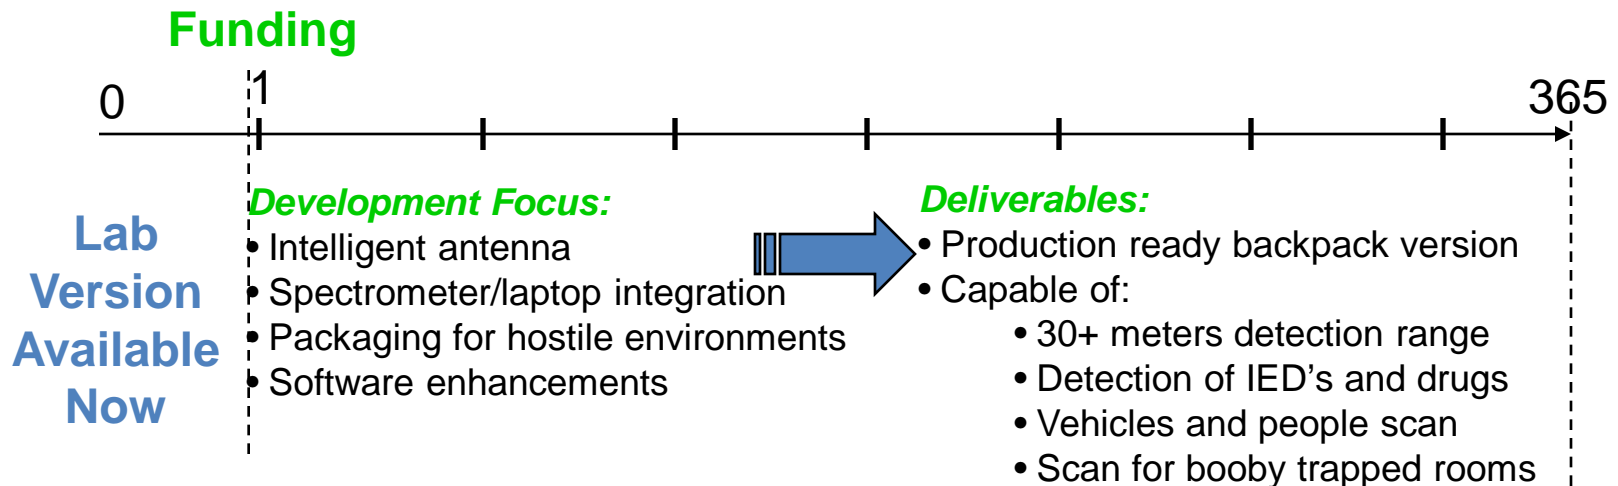 Funding
0
1
365
Lab
Version
Available
Now
Development Focus:
• Intelligent antenna
• Spectrometer/laptop integration
• Packaging for hostile environments
• Software enhancements
Deliverables:
• Production ready backpack version
• Capable of:
• 30+ meters detection range
• Detection of IED's and drugs
• Vehicles and people scan
• Scan for booby trapped rooms